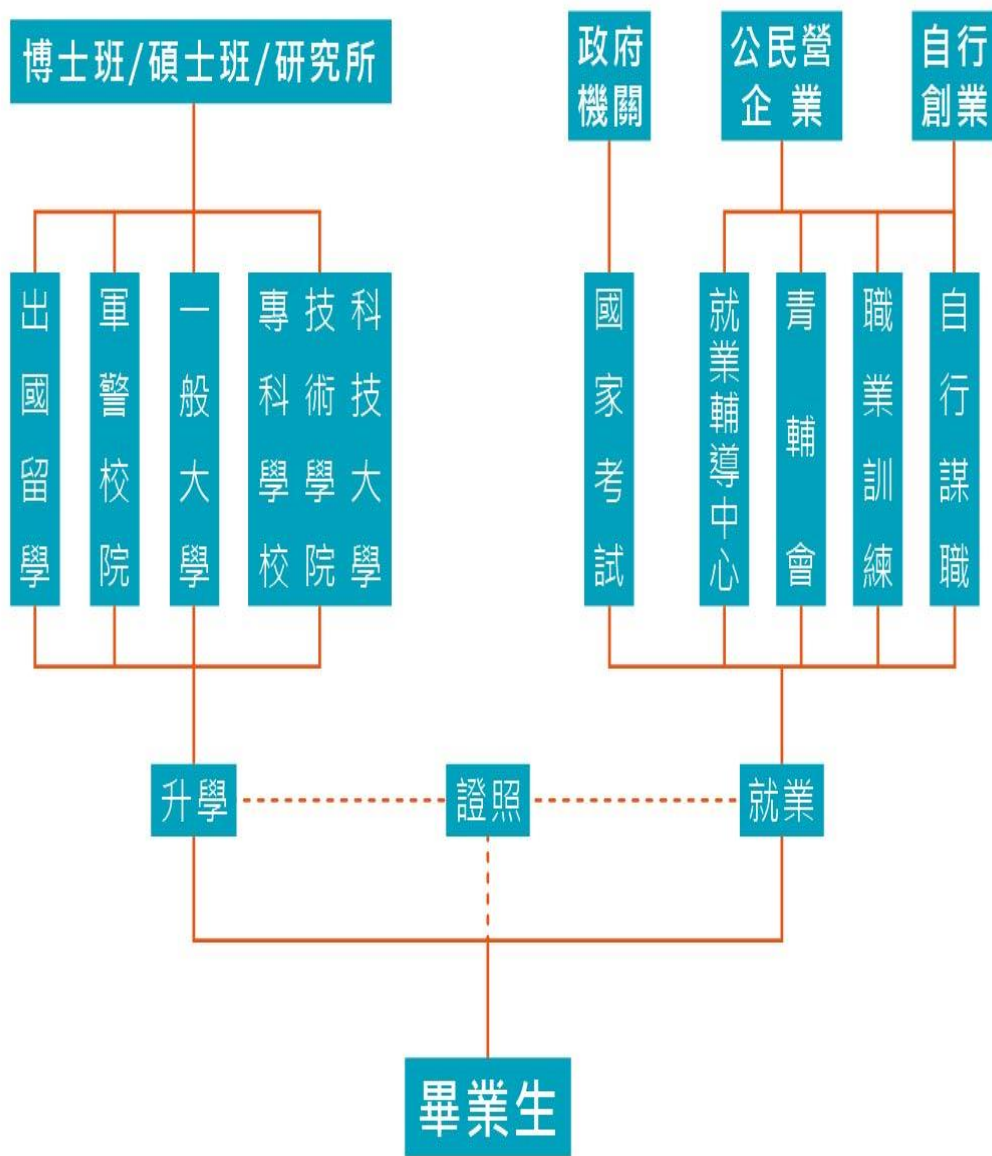 博士班/碩士班/研究所
政府
機關
公民營
企業
自行
創業
出國留學
軍警校院
一般大學
科技大學
技術學院
專科學校
國家考試
就業輔導中心
青輔會
職業訓練
自行謀職
升學
證照
就業
畢業生